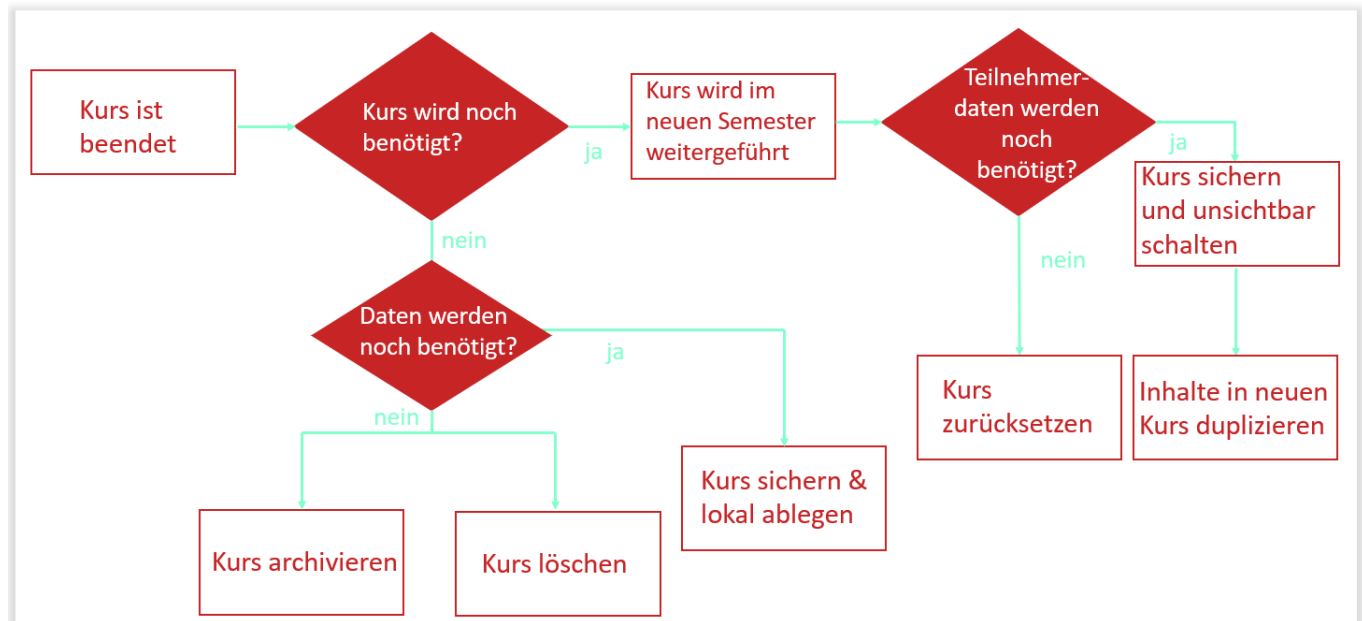 Kurs ist
beendet
Kurs wird noch
benötigt?
ja
Kurs wird im
neuen Semester
weitergeführt
Teilnehmer-
daten werden
noch
benötigt?
ja
Kurs sichern
und unsichtbar
schalten
nein
nein
Daten werden
noch benötigt?
ja
nein
Kurs
zurücksetzen
Inhalte in neuen
Kurs duplizieren
Kurs sichern &
lokal ablegen
Kurs archivieren
Kurs löschen